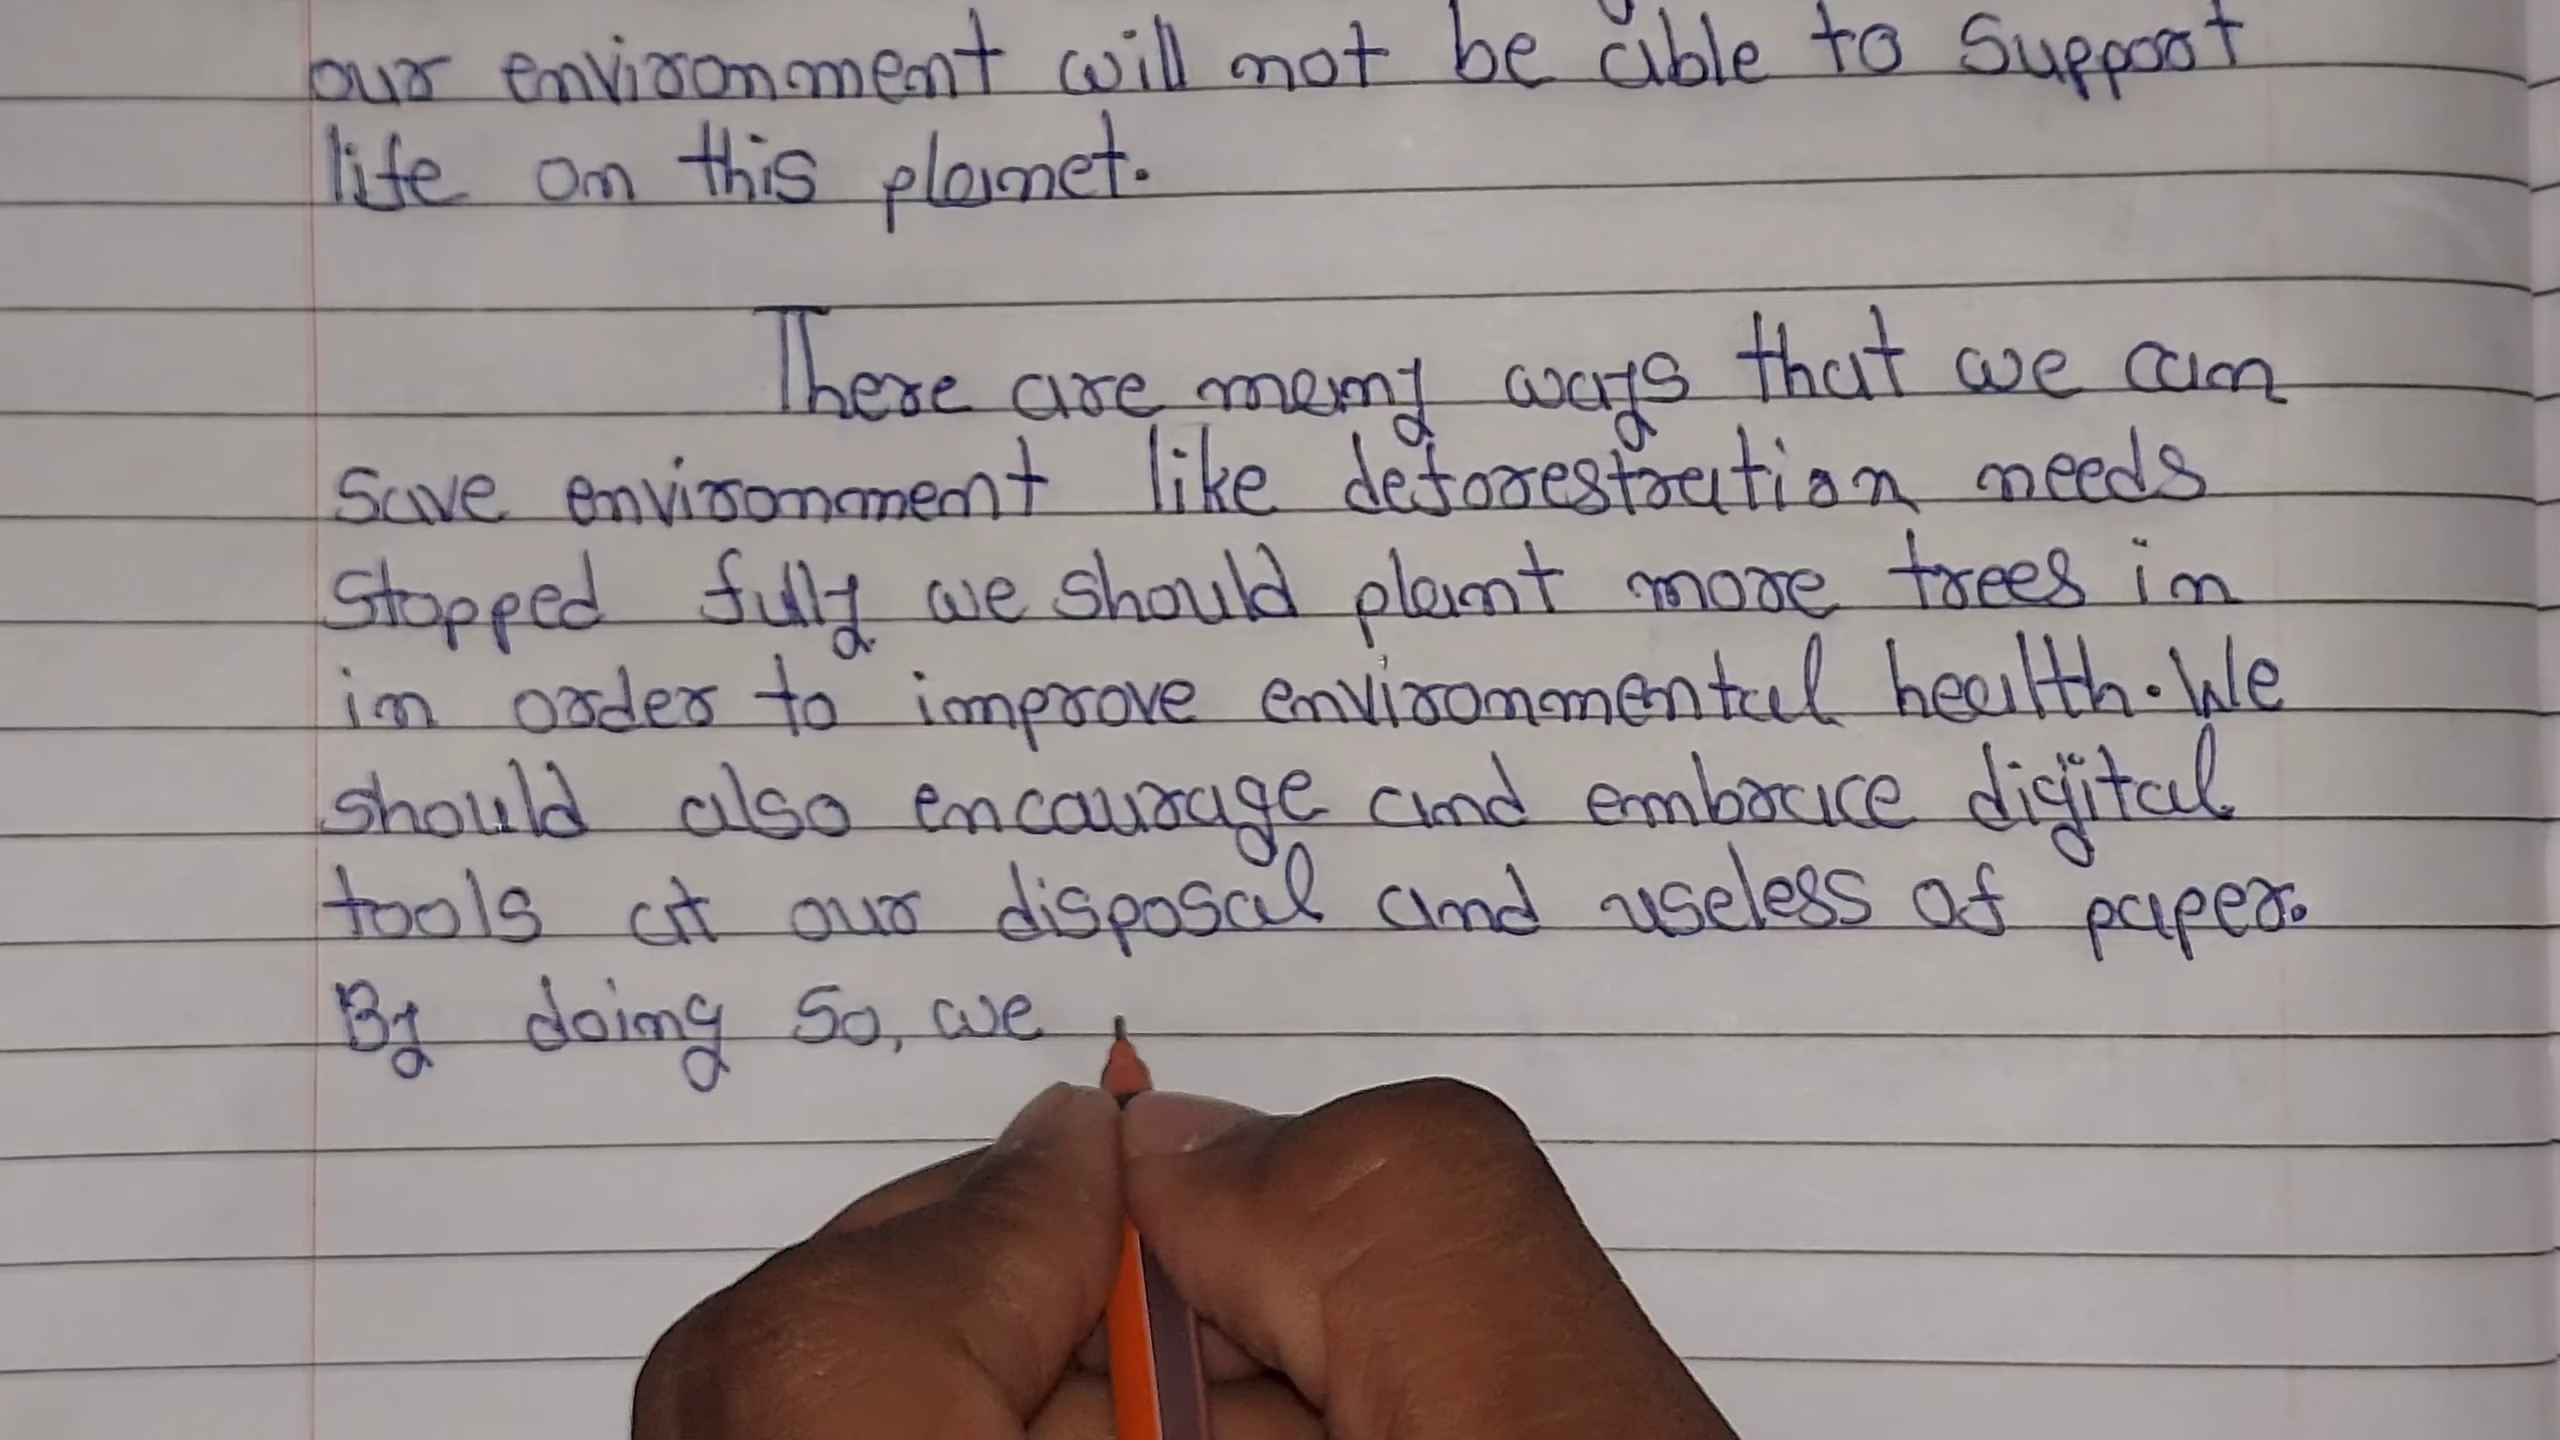 our environment will not be able to support
life on this planet.
There are many ways that we can
save environment like deforestration needs
stopped fully we should plant more trees in
in order to improve environmental health. We
should also encourage and embrace digital
tools at our disposal and useless of paper.
By doing so, we